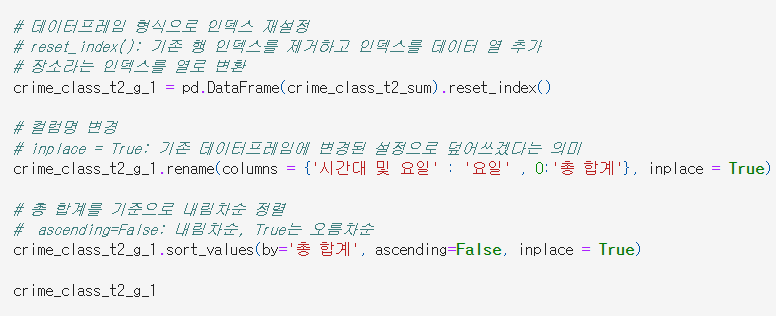 # 데이터프레임 형식으로 인덱스 재설정
# reset_index(): 기존 행 인덱스를 제거하고 인덱스를 데이터 열 추가
# 장소라는 인덱스를 열로 변환
crime_class_t2_g_1 = pd.DataFrame(crime_class_t2_sum).reset_index()

# 컬럼명 변경
# inplace = True: 기존 데이터프레임에 변경된 설정으로 덮어쓰겠다는 의미
crime_class_t2_g_1.rename(columns = {'시간대 및 요일' : '요일' , 0:'총 합계'}, inplace = True)

# 총 합계를 기준으로 내림차순 정렬
#  ascending=False: 내림차순, True는 오름차순
crime_class_t2_g_1.sort_values(by='총 합계', ascending=False, inplace = True)

crime_class_t2_g_1